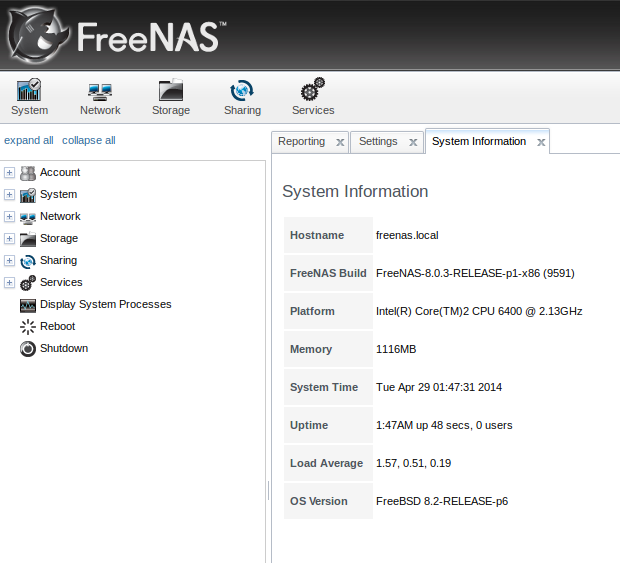 FreeNAS™
System Network Storage Sharing Services
expand all collapse all
Account
System
Network
Storage
Sharing
Services
Display System Processes
Reboot
Shutdown
Reporting x Settings x System Information x
System Information
Hostname freenas.local
FreeNAS Build FreeNAS-8.0.3-RELEASE-p1-x86 (9591)
Platform Intel(R) Core(TM)2 CPU 6400 @ 2.13GHz
Memory 1116MB
System Time Tue Apr 29 01:47:31 2014
Uptime 1:47AM up 48 secs, 0 users
Load Average 1.57, 0.51, 0.19
OS Version FreeBSD 8.2-RELEASE-p6